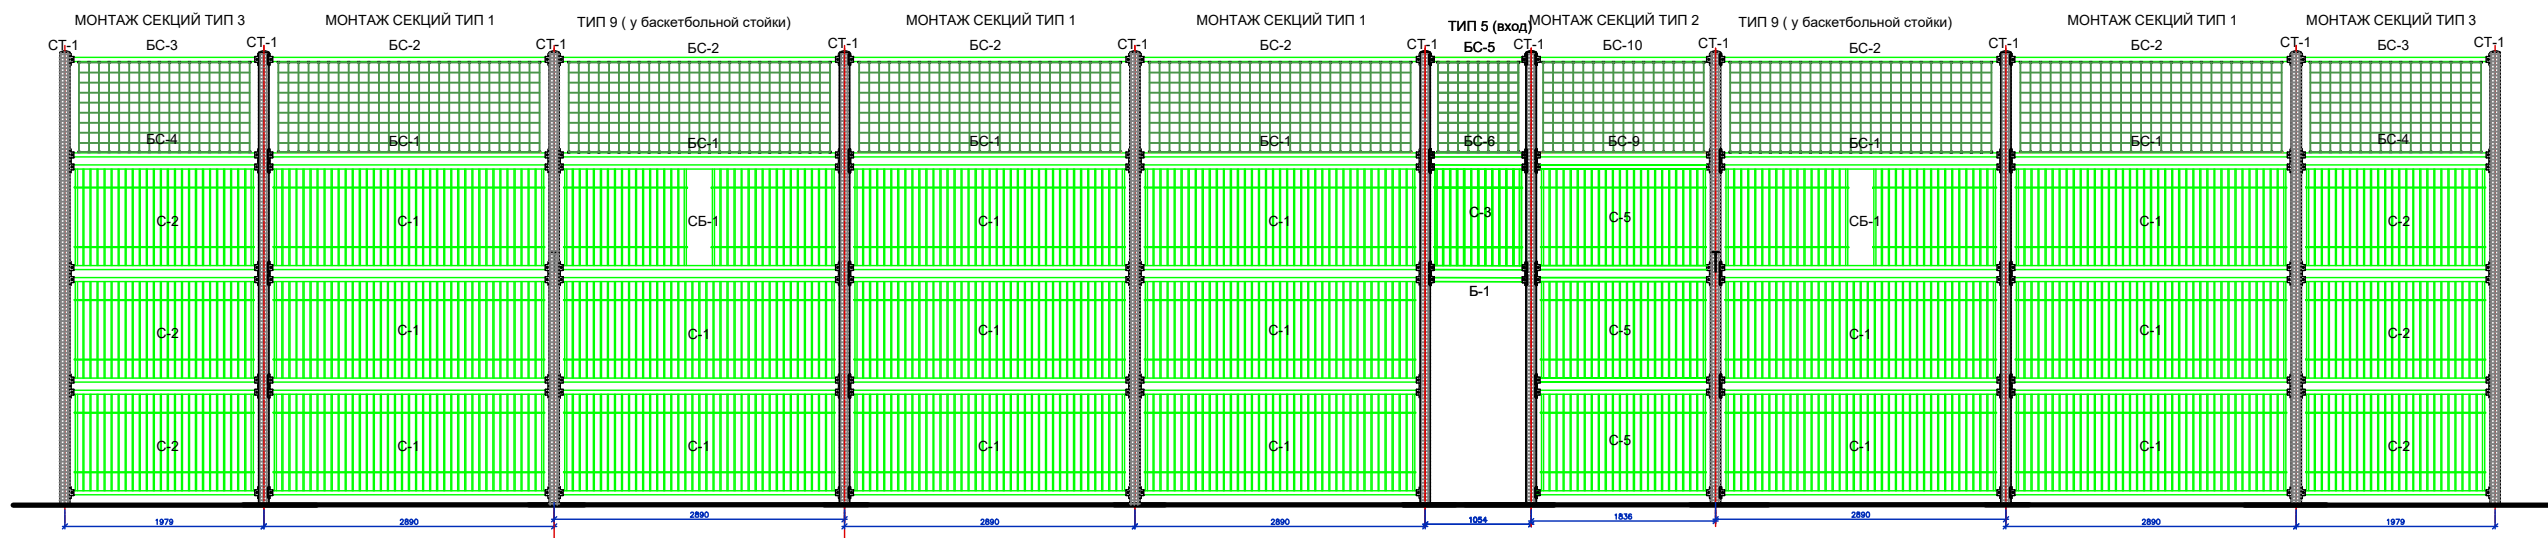 МОНТАЖ СЕКЦИЙ ТИП 3 МОНТАЖ СЕКЦИЙ ТИП 1 ТИП 9 ( у баскетбольной стойки) МОНТАЖ СЕКЦИЙ ТИП 1 МОНТАЖ СЕКЦИЙ ТИП 1 ТИП 5 (вход) МОНТАЖ СЕКЦИЙ ТИП 2 ТИП 9 ( у баскетбольной стойки) МОНТАЖ СЕКЦИЙ ТИП 1 МОНТАЖ СЕКЦИЙ ТИП 3
СТ-1 БС-3 СТ-1 БС-2 СТ-1 БС-2 СТ-1 БС-2 СТ-1 БС-2 СТ-1 БС-5 СТ-1 БС-10 СТ-1 БС-2 СТ-1 БС-2 СТ-1 БС-3 СТ-1
БС-4 БС-1 БС-1 БС-1 БС-1 БС-6 БС-9 БС-1 БС-1 БС-4
С-2 С-1 СБ-1 С-1 С-1 С-3 С-5 СБ-1 С-1 С-2
Б-1
С-2 С-1 С-1 С-1 С-1 С-5 С-1 С-1 С-2
С-2 С-1 С-1 С-1 С-1 С-5 С-1 С-1 С-2
1979 2890 2890 2890 2890 1054 1836 2890 2890 1979